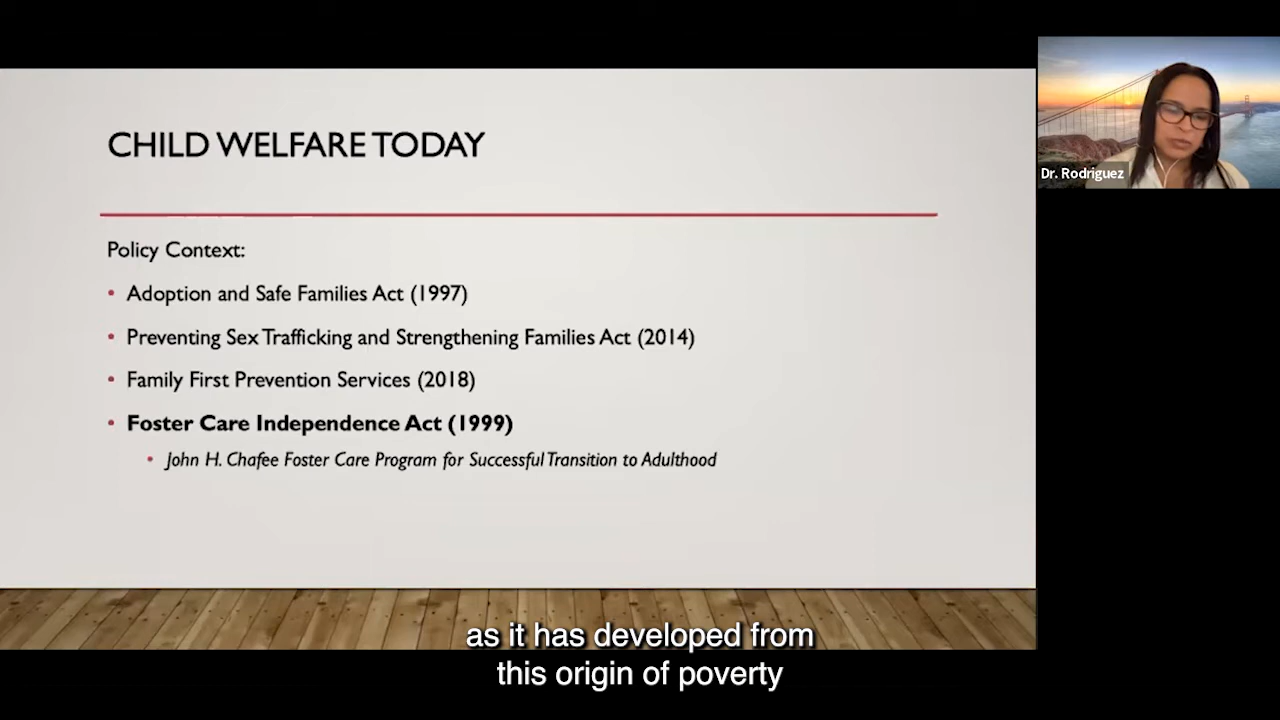 CHILD WELFARE TODAY
Policy Context:
• Adoption and Safe Families Act (1997)
• Preventing Sex Trafficking and Strengthening Families Act (2014)
• Family First Prevention Services (2018)
• Foster Care Independence Act (1999)
• John H. Chafee Foster Care Program for Successful Transition to Adulthood
Dr. Rodriguez
as it has developed from
this origin of poverty